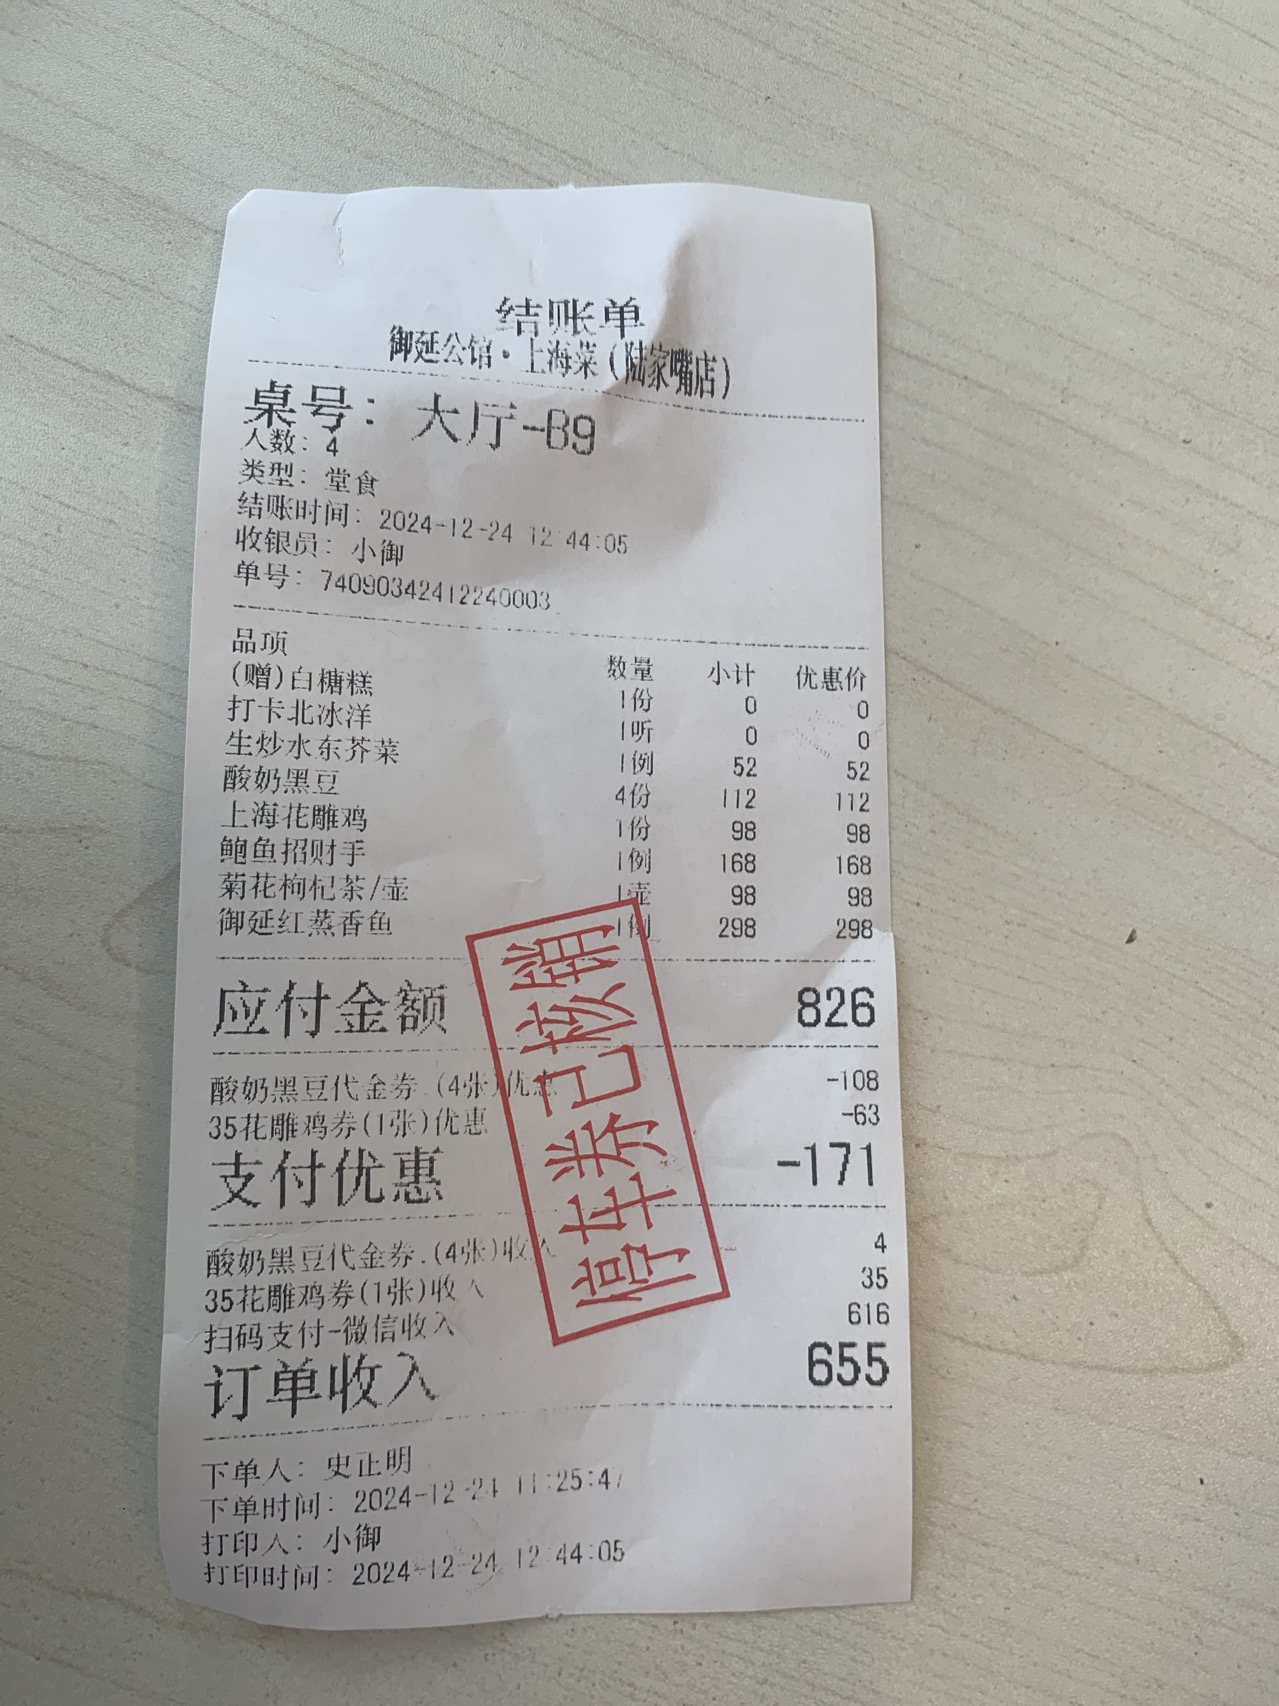 结账单
御延公馆·上海菜(陆家嘴店)
桌号: 大厅-B9
人数: 4
类型: 堂食
结账时间: 2024-12-24 12:44:05
收银员: 小御
单号: 74090342412240003
品项 数量 小计 优惠价
(赠)白糖糕 1份 0 0
打卡北冰洋 1听 0 0
生炒水东芥菜 1例 52 52
酸奶黑豆 4份 112 112
上海花雕鸡 1份 98 98
鲍鱼招财手 1例 168 168
菊花枸杞茶/壶 1壶 98 98
御延红蒸香鱼 1例 298 298
应付金额 826
酸奶黑豆代金券.(4张)优惠 -108
35花雕鸡券(1张)优惠 -63
支付优惠 -171
酸奶黑豆代金券.(4张)收入 4
35花雕鸡券(1张)收入 35
扫码支付-微信收入 616
订单收入 655
停车券已核销
下单人: 史正明
下单时间: 2024-12-24 11:25:47
打印人: 小御
打印时间: 2024-12-24 12:44:05